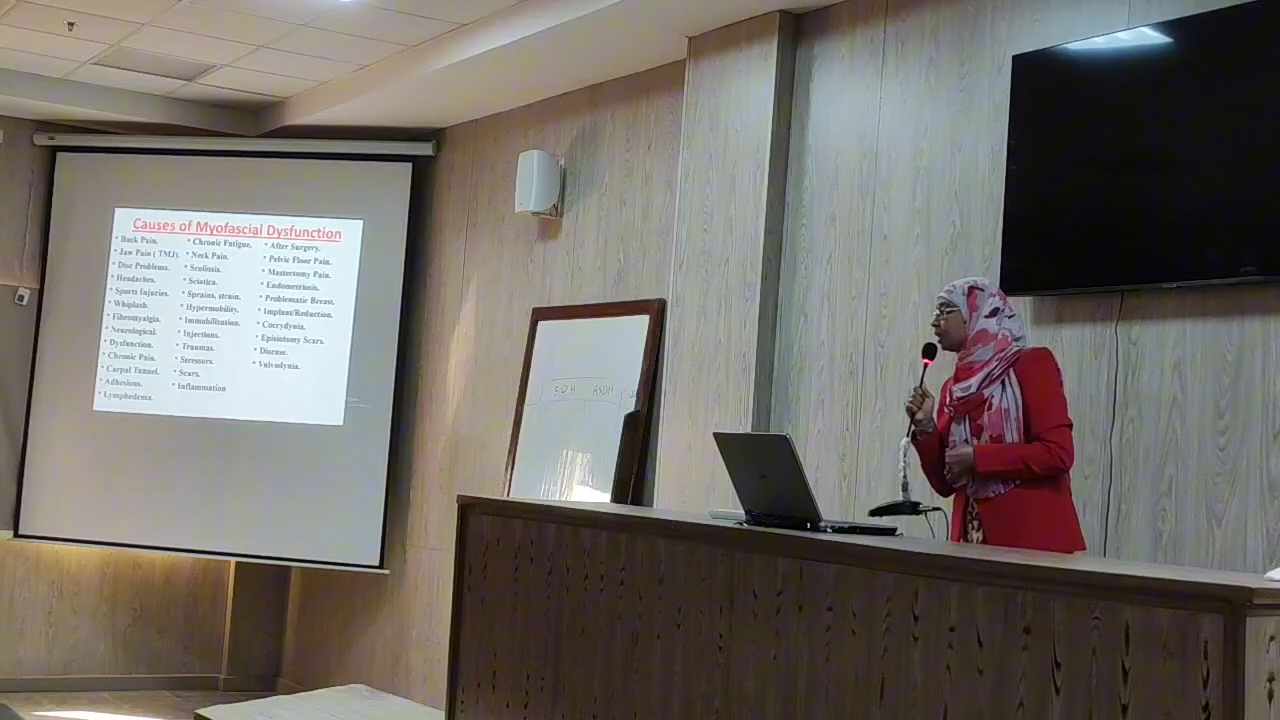 Causes of Myofascial Dysfunction
* Back Pain.
* Jaw Pain ( TMJ).
* Disc Problems.
* Headaches.
* Sports Injuries.
* Whiplash.
* Fibromyalgia.
* Neurological.
* Dysfunction.
* Chronic Pain.
* Carpal Tunnel.
* Adhesions.
* Lymphedema.
* Chronic Fatigue.
* Neck Pain.
* Scoliosis.
* Sciatica.
* Sprains, strain.
* Hypermobility.
* Immobilization.
* Injections.
* Traumas.
* Stressors.
* Scars.
* Inflammation
* After Surgery.
* Pelvic Floor Pain.
* Mastectomy Pain.
* Endometriosis.
* Problematic Breast.
* Implant/Reduction.
* Coccydynia.
* Episiotomy Scars.
* Disease.
* Vulvodynia.